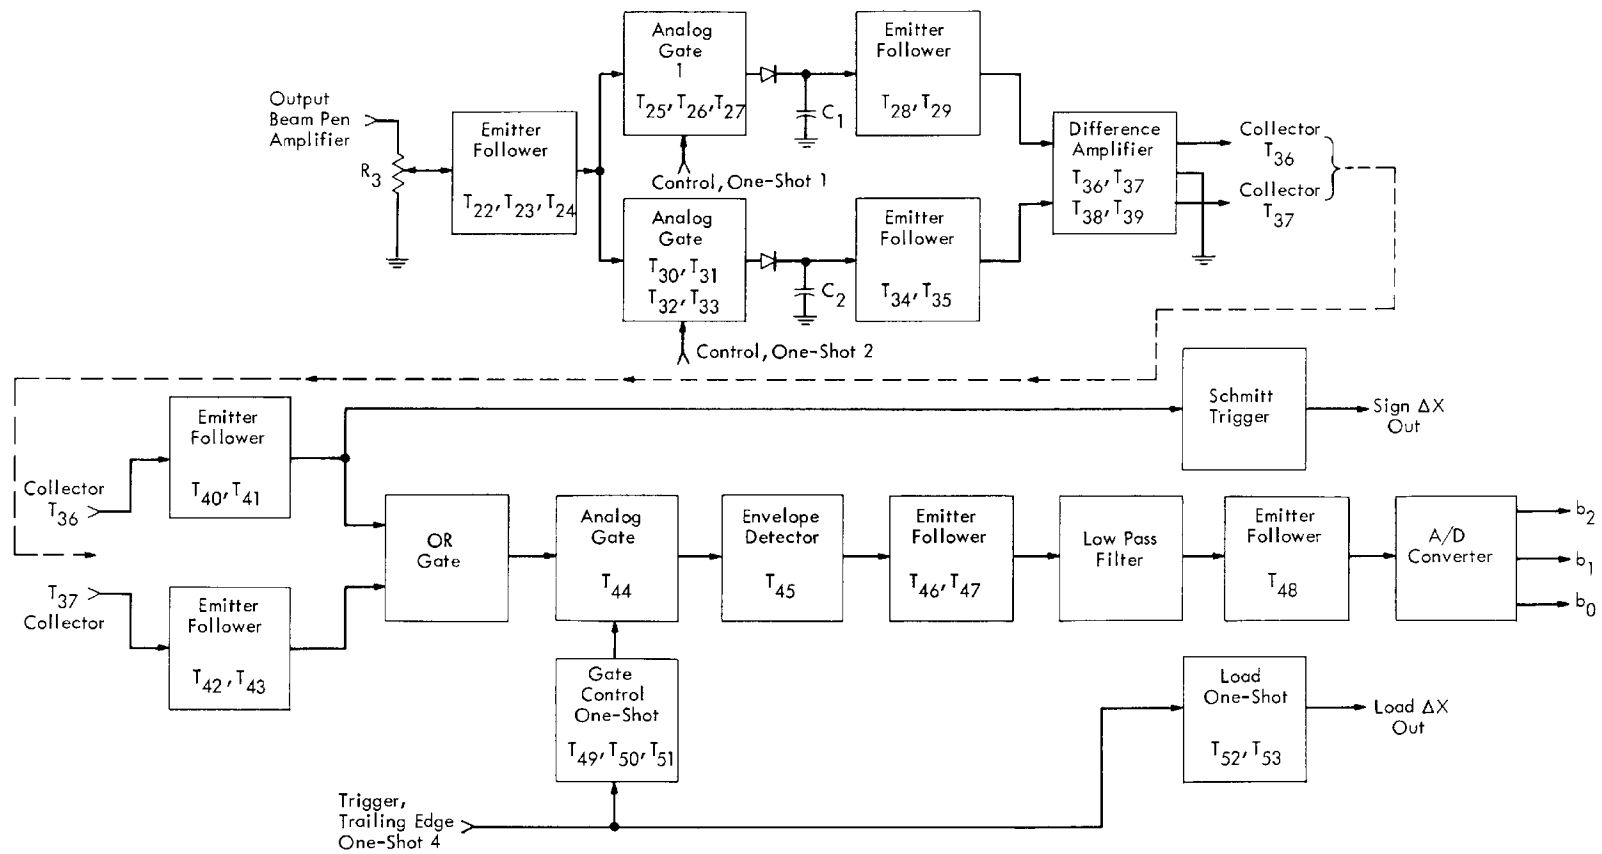 Output
Beam Pen
Amplifier
R3
Emitter
Follower
T22, T23, T24
Analog
Gate
1
T25, T26, T27
Control, One-Shot 1
C1
Emitter
Follower
T28, T29
Analog
Gate
T30, T31
T32, T33
Control, One-Shot 2
C2
Emitter
Follower
T34, T35
Difference
Amplifier
T36, T37
T38, T39
Collector
T36
Collector
T37
Collector
T36
Emitter
Follower
T40, T41
Schmitt
Trigger
Sign ΔX
Out
T37
Collector
Emitter
Follower
T42, T43
OR
Gate
Analog
Gate
T44
Envelope
Detector
T45
Emitter
Follower
T46, T47
Low Pass
Filter
Emitter
Follower
T48
A/D
Converter
b2
b1
b0
Gate
Control
One-Shot
T49, T50, T51
Load
One-Shot
T52, T53
Load ΔX
Out
Trigger,
Trailing Edge
One-Shot 4